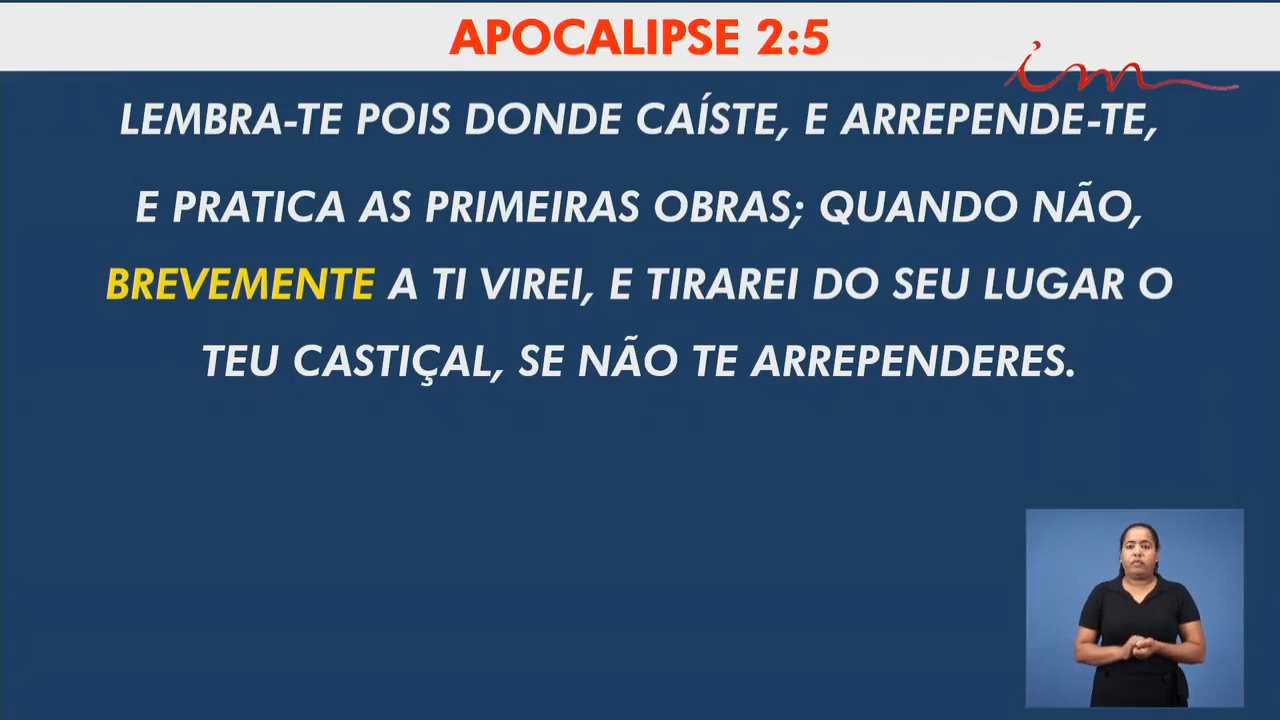 APOCALIPSE 2:5
im
LEMBRA-TE POIS DONDE CAÍSTE, E ARREPENDE-TE,
E PRATICA AS PRIMEIRAS OBRAS; QUANDO NÃO,
BREVEMENTE A TI VIREI, E TIRAREI DO SEU LUGAR O
TEU CASTIÇAL, SE NÃO TE ARREPENDERES.